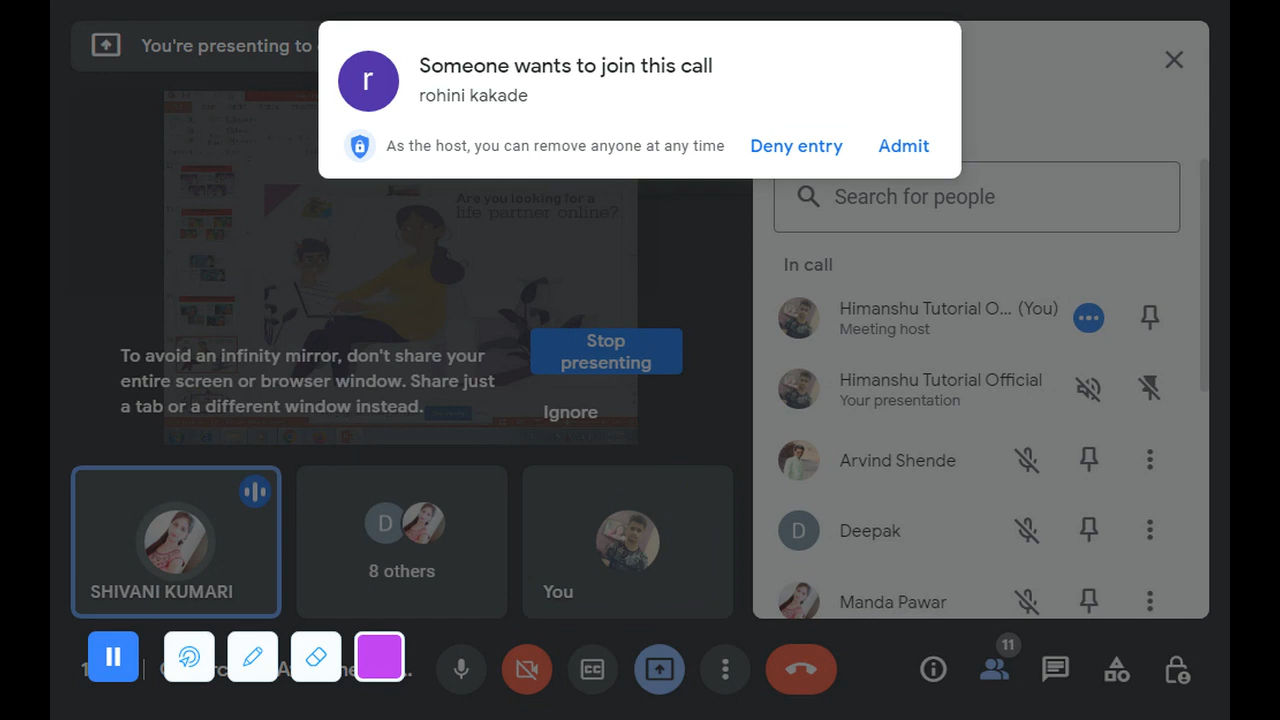 You're presenting to
Someone wants to join this call
r
rohini kakade
As the host, you can remove anyone at any time
Deny entry
Admit
Are you looking for a
life partner online?
Search for people
In call
Himanshu Tutorial O... (You)
Meeting host
Himanshu Tutorial Official
Your presentation
Arvind Shende
D
Deepak
Manda Pawar
To avoid an infinity mirror, don't share your
entire screen or browser window. Share just
a tab or a different window instead.
Stop
presenting
Ignore
SHIVANI KUMARI
D
8 others
You
CC
11